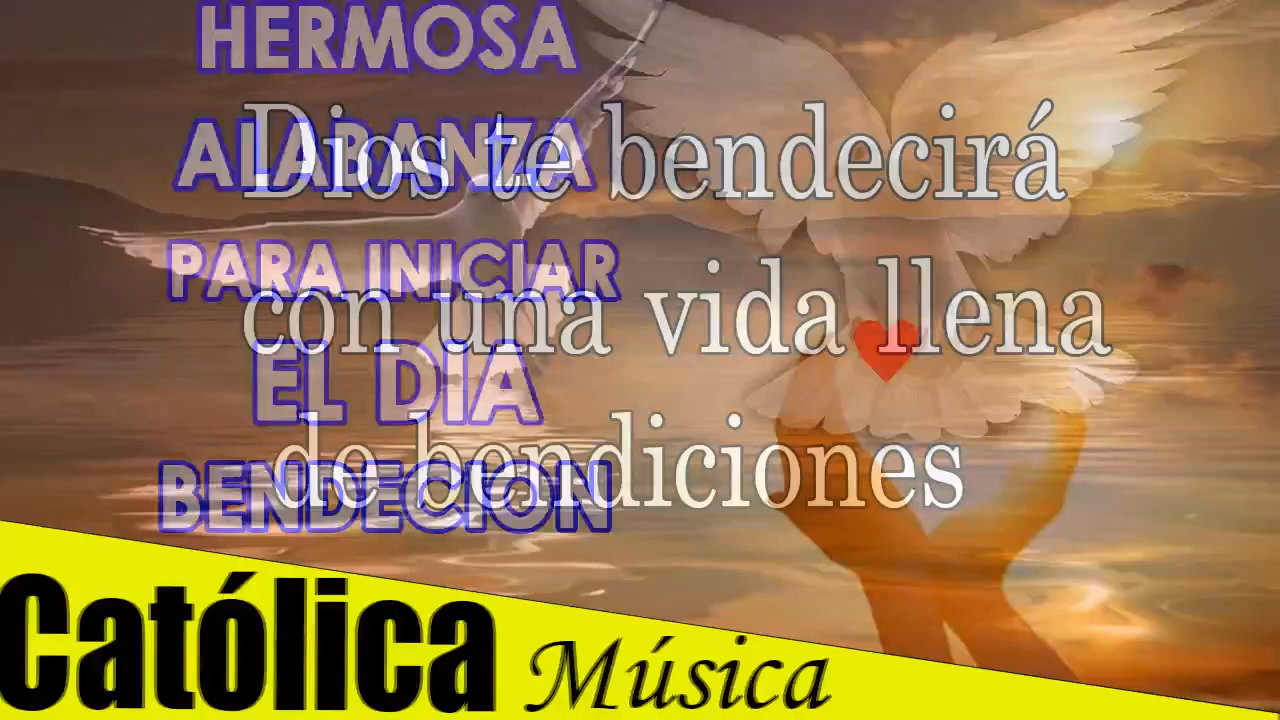 HERMOSA
ALABANZA
PARA INICIAR
EL DIA
BENDECION
Dios te bendecirá
con una vida llena
de bendiciones
Católica Música